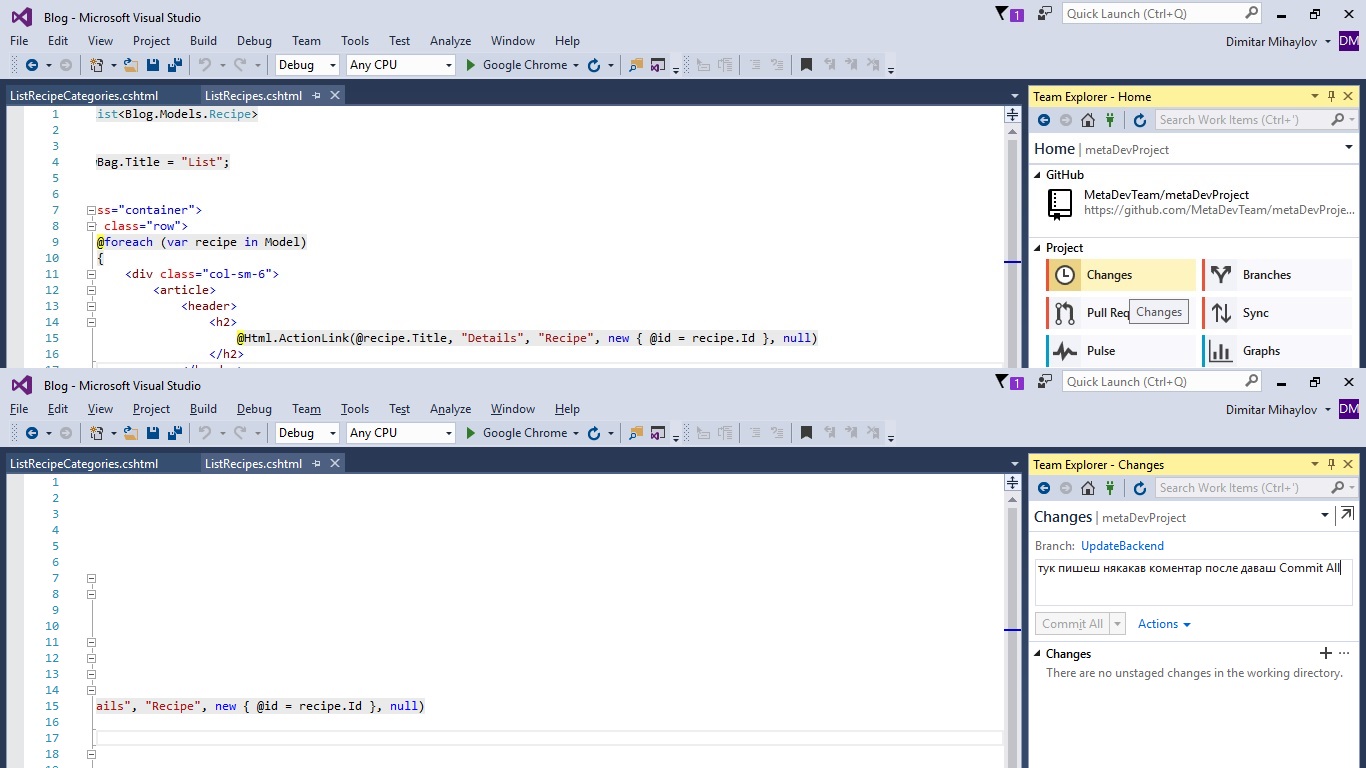 Blog - Microsoft Visual Studio
1
Quick Launch (Ctrl+Q)
File Edit View Project Build Debug Team Tools Test Analyze Window Help
Dimitar Mihaylov DM
Debug Any CPU Google Chrome
ListRecipeCategories.cshtml ListRecipes.cshtml
1 ist<Blog.Models.Recipe>
2
3
4 Bag.Title = "List";
5
6
7 ss="container">
8 class="row">
9 @foreach (var recipe in Model)
10 {
11 <div class="col-sm-6">
12 <article>
13 <header>
14 <h2>
15 @Html.ActionLink(@recipe.Title, "Details", "Recipe", new { @id = recipe.Id }, null)
16 </h2>
Team Explorer - Home
Search Work Items (Ctrl+')
Home | metaDevProject
GitHub
MetaDevTeam/metaDevProject
https://github.com/MetaDevTeam/metaDevProje...
Project
Changes Branches
Pull Req Changes Sync
Pulse Graphs
Blog - Microsoft Visual Studio
1
Quick Launch (Ctrl+Q)
File Edit View Project Build Debug Team Tools Test Analyze Window Help
Dimitar Mihaylov DM
Debug Any CPU Google Chrome
ListRecipeCategories.cshtml ListRecipes.cshtml
1
2
3
4
5
6
7
8
9
10
11
12
13
14
15 ails", "Recipe", new { @id = recipe.Id }, null)
16
17
18
Team Explorer - Changes
Search Work Items (Ctrl+')
Changes | metaDevProject
Branch: UpdateBackend
тук пишеш някакав коментар после даваш Commit All
Commit All Actions
Changes
There are no unstaged changes in the working directory.